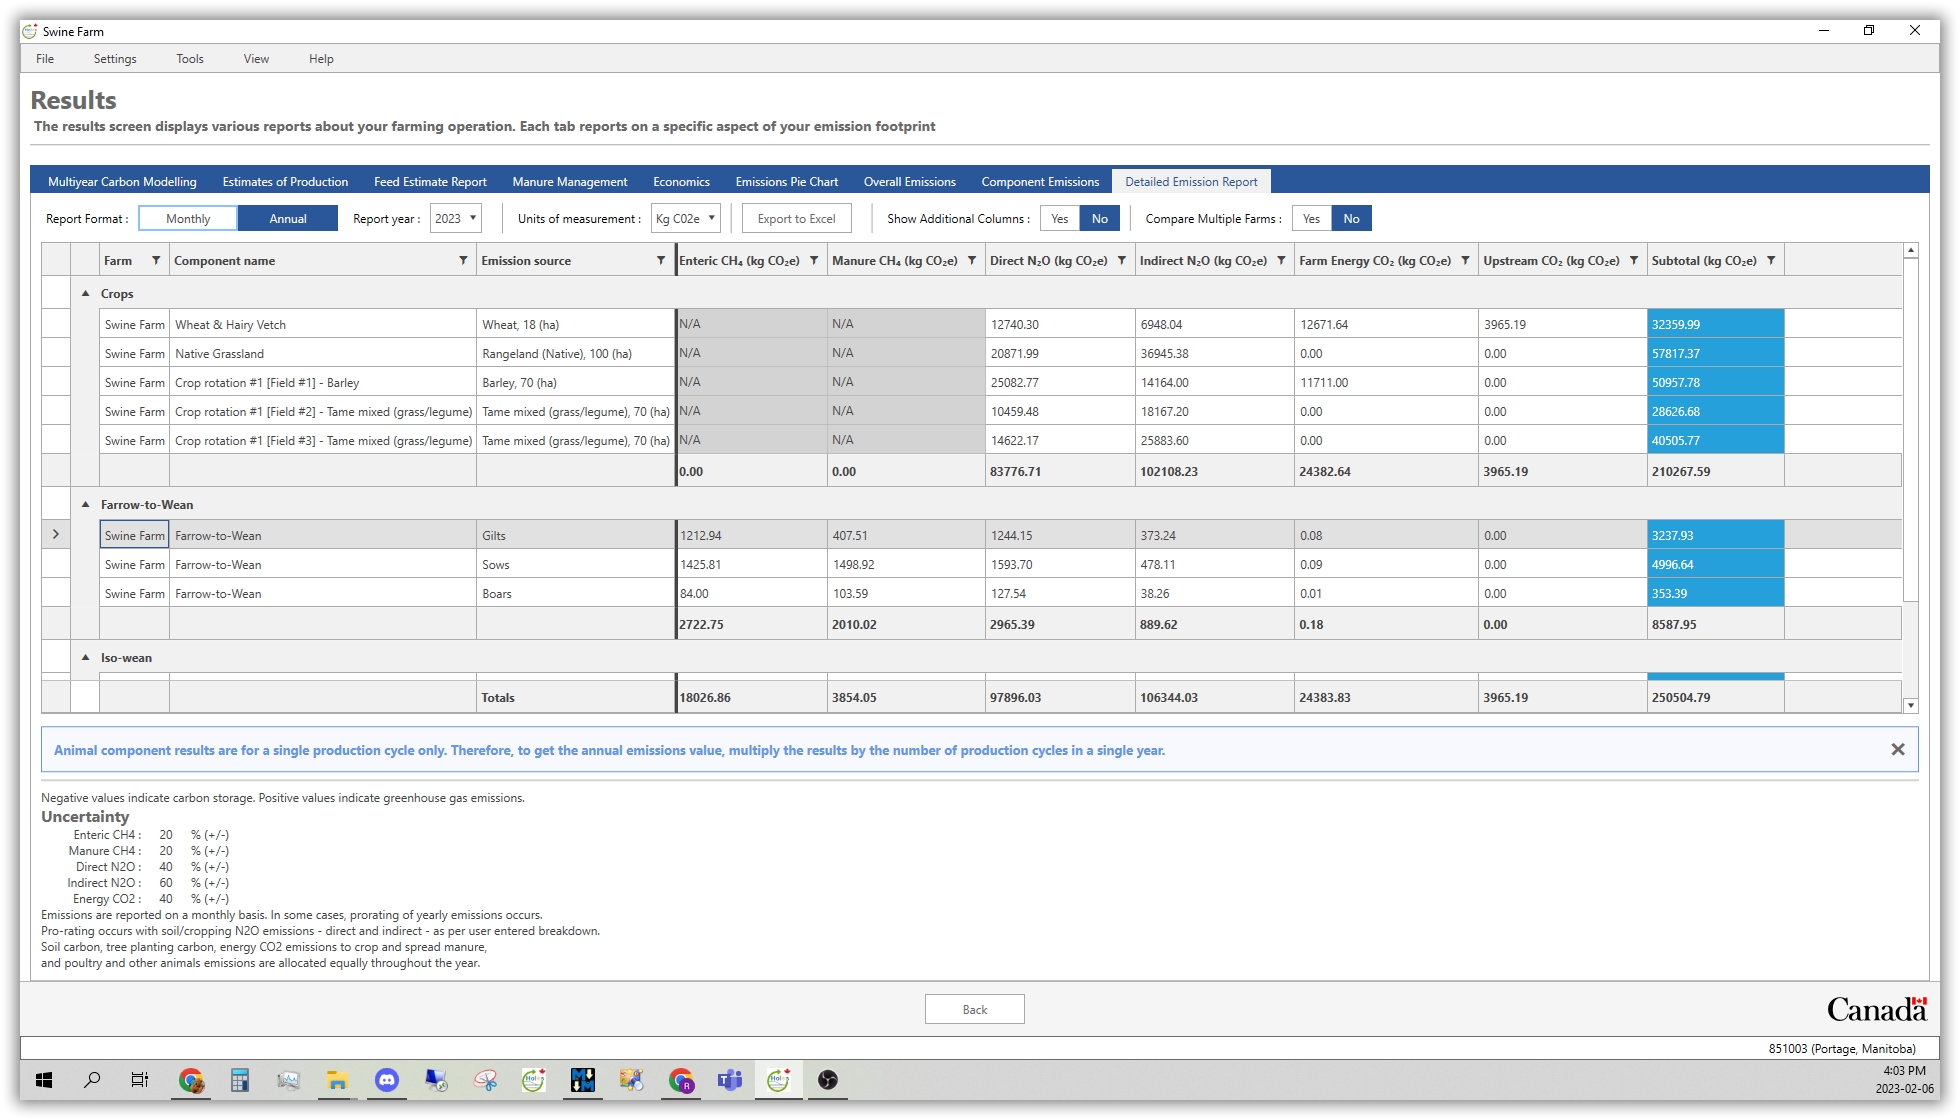 Swine Farm
File Settings Tools View Help
Results
The results screen displays various reports about your farming operation. Each tab reports on a specific aspect of your emission footprint
Multiyear Carbon Modelling Estimates of Production Feed Estimate Report Manure Management Economics Emissions Pie Chart Overall Emissions Component Emissions Detailed Emission Report
Report Format : Monthly Annual Report year : 2023 Units of measurement : Kg C02e Export to Excel Show Additional Columns : Yes No Compare Multiple Farms : Yes No
Farm Component name Emission source Enteric CH₄ (kg CO₂e) Manure CH₄ (kg CO₂e) Direct N₂O (kg CO₂e) Indirect N₂O (kg CO₂e) Farm Energy CO₂ (kg CO₂e) Upstream CO₂ (kg CO₂e) Subtotal (kg CO₂e)
Crops
Swine Farm Wheat & Hairy Vetch Wheat, 18 (ha) N/A N/A 12740.30 6948.04 12671.64 3965.19 32359.99
Swine Farm Native Grassland Rangeland (Native), 100 (ha) N/A N/A 20871.99 36945.38 0.00 0.00 57817.37
Swine Farm Crop rotation #1 [Field #1] - Barley Barley, 70 (ha) N/A N/A 25082.77 14164.00 11711.00 0.00 50957.78
Swine Farm Crop rotation #1 [Field #2] - Tame mixed (grass/legume) Tame mixed (grass/legume), 70 (ha) N/A N/A 10459.48 18167.20 0.00 0.00 28626.68
Swine Farm Crop rotation #1 [Field #3] - Tame mixed (grass/legume) Tame mixed (grass/legume), 70 (ha) N/A N/A 14622.17 25883.60 0.00 0.00 40505.77
0.00 0.00 83776.71 102108.23 24382.64 3965.19 210267.59
Farrow-to-Wean
Swine Farm Farrow-to-Wean Gilts 1212.94 407.51 1244.15 373.24 0.08 0.00 3237.93
Swine Farm Farrow-to-Wean Sows 1425.81 1498.92 1593.70 478.11 0.09 0.00 4996.64
Swine Farm Farrow-to-Wean Boars 84.00 103.59 127.54 38.26 0.01 0.00 353.39
2722.75 2010.02 2965.39 889.62 0.18 0.00 8587.95
Iso-wean
Totals 18026.86 3854.05 97896.03 106344.03 24383.83 3965.19 250504.79
Animal component results are for a single production cycle only. Therefore, to get the annual emissions value, multiply the results by the number of production cycles in a single year.
Negative values indicate carbon storage. Positive values indicate greenhouse gas emissions.
Uncertainty
Enteric CH4 : 20 % (+/-)
Manure CH4 : 20 % (+/-)
Direct N2O : 40 % (+/-)
Indirect N2O : 60 % (+/-)
Energy CO2 : 40 % (+/-)
Emissions are reported on a monthly basis. In some cases, prorating of yearly emissions occurs.
Pro-rating occurs with soil/cropping N2O emissions - direct and indirect - as per user entered breakdown.
Soil carbon, tree planting carbon, energy CO2 emissions to crop and spread manure,
and poultry and other animals emissions are allocated equally throughout the year.
Back
Canada
851003 (Portage, Manitoba)
4:03 PM
2023-02-06